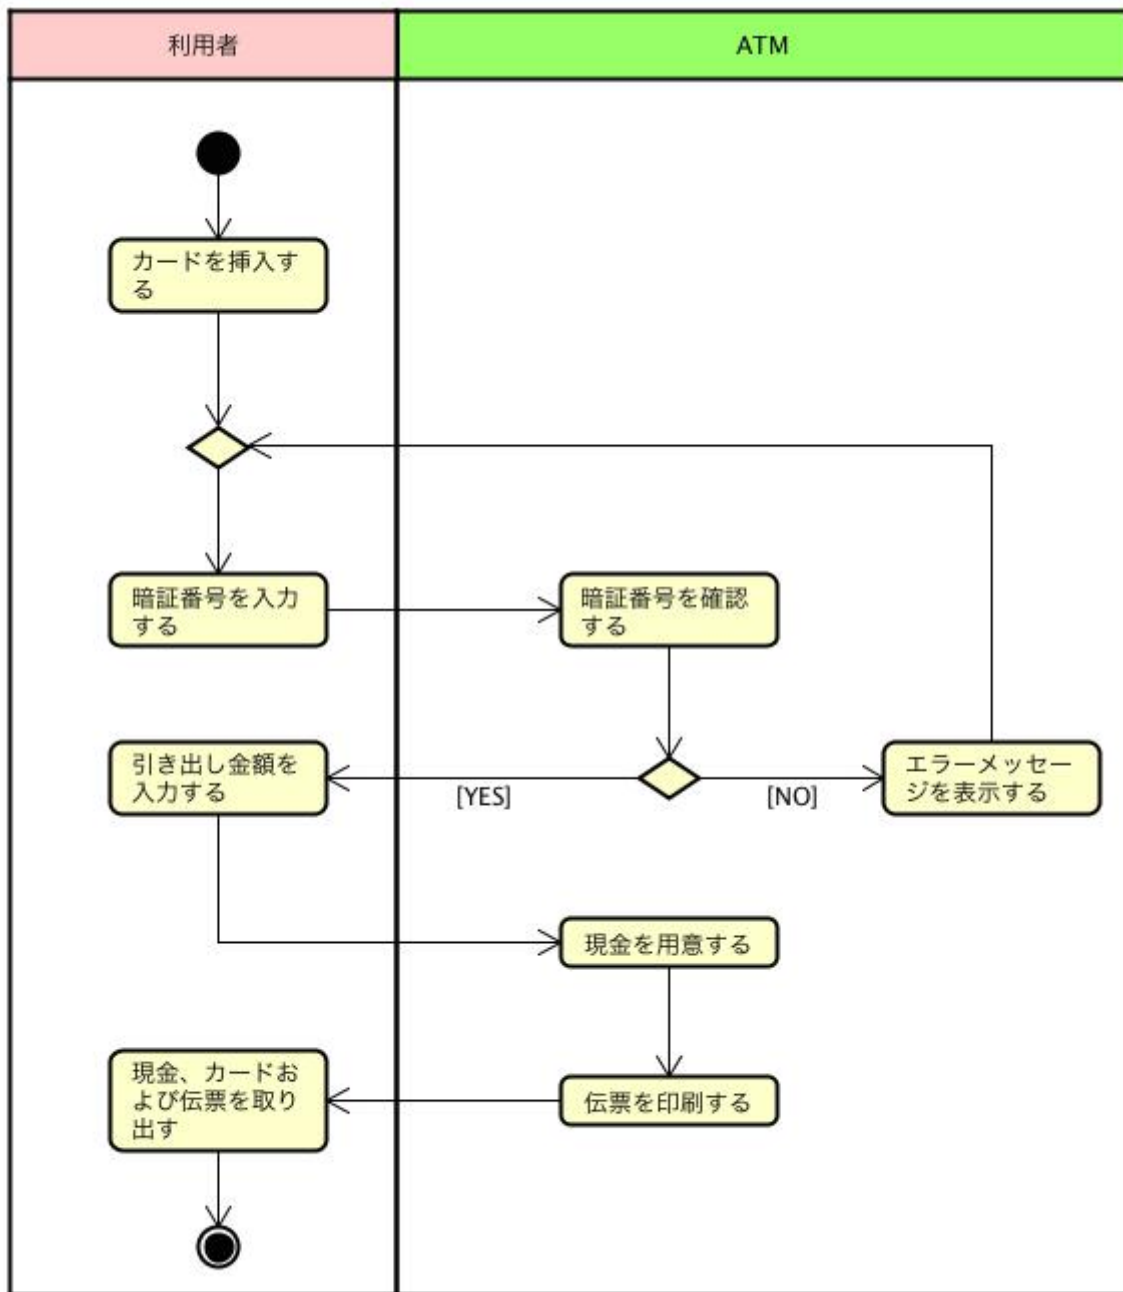 利用者
ATM
カードを挿入す
る
暗証番号を入力
する
暗証番号を確認
する
引き出し金額を
入力する
[YES]
[NO]
エラーメッセー
ジを表示する
現金を用意する
現金、カードお
よび伝票を取り
出す
伝票を印刷する